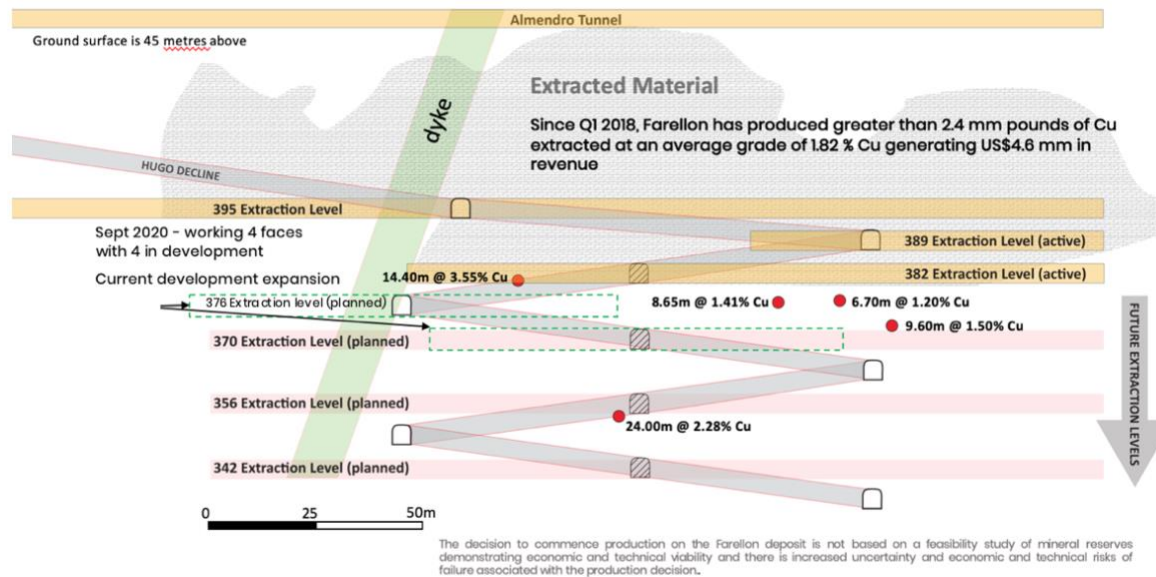 Almendro Tunnel
Ground surface is 45 metres above
dyke
Extracted Material
Since Q1 2018, Farellon has produced greater than 2.4 mm pounds of Cu
extracted at an average grade of 1.82 % Cu generating US$4.6 mm in
revenue
HUGO DECLINE
395 Extraction Level
Sept 2020 - working 4 faces
with 4 in development
389 Extraction Level (active)
Current development expansion
14.40m @ 3.55% Cu
382 Extraction Level (active)
376 Extraction level (planned)
8.65m @ 1.41% Cu
6.70m @ 1.20% Cu
9.60m @ 1.50% Cu
370 Extraction Level (planned)
356 Extraction Level (planned)
24.00m @ 2.28% Cu
342 Extraction Level (planned)
FUTURE EXTRACTION LEVELS
0 25 50m
The decision to commence production on the Farellon deposit is not based on a feasibility study of mineral reserves
demonstrating economic and technical viability and there is increased uncertainty and economic and technical risks of
failure associated with the production decision..